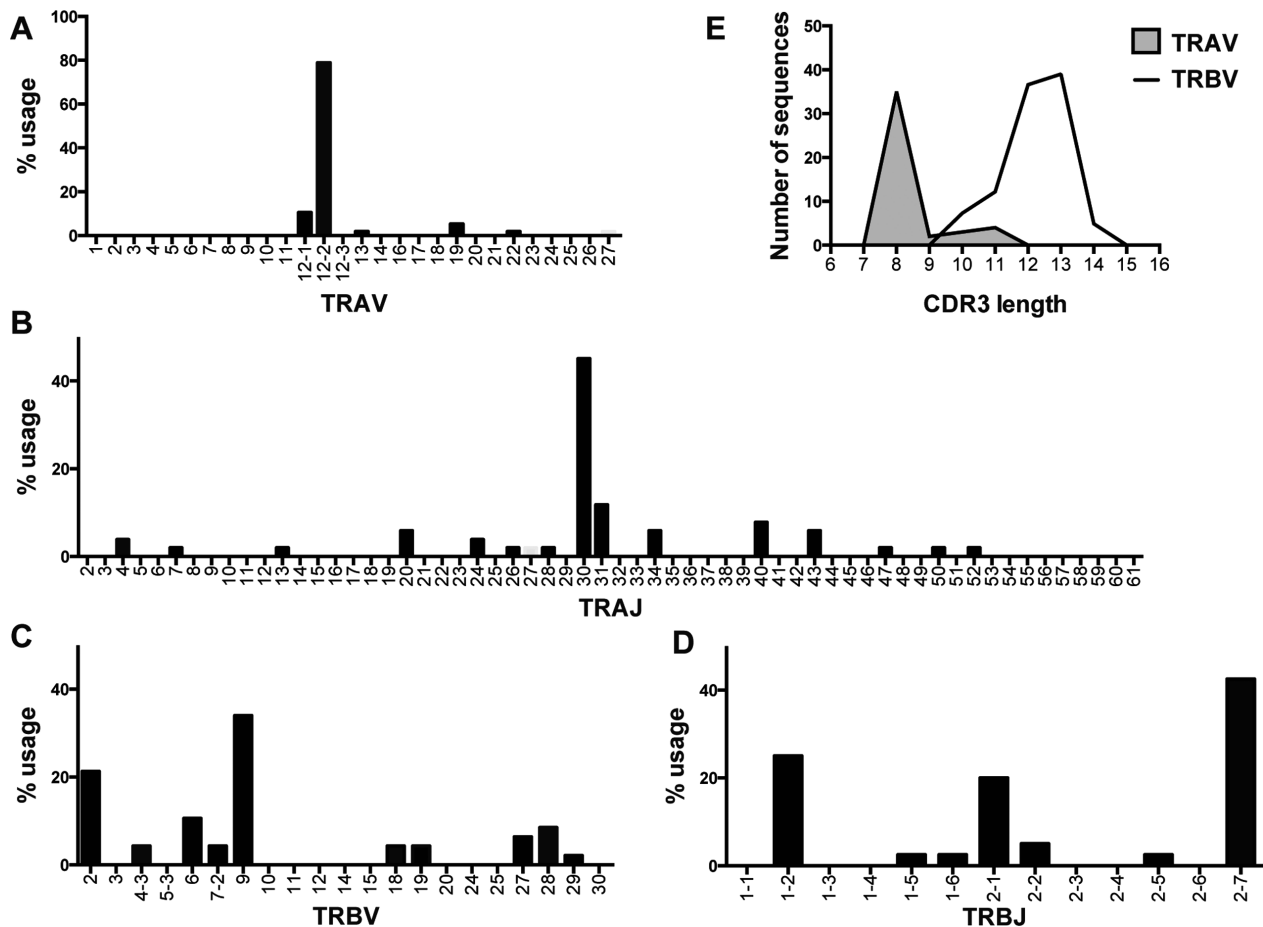 A
% usage
100
80
60
40
20
0
1 2 3 4 5 6 7 8 9 10 11 12-1 12-2 12-3 13 14 16 17 18 19 20 21 22 23 24 25 26 27
TRAV
E
Number of sequences
50
40
30
20
10
0
6 7 8 9 10 11 12 13 14 15 16
CDR3 length
TRAV
TRBV
B
% usage
40
20
0
2 3 4 5 6 7 8 9 10 11 12 13 14 15 16 17 18 19 20 21 22 23 24 25 26 27 28 29 30 31 32 33 34 35 36 37 38 39 40 41 42 43 44 45 46 47 48 49 50 51 52 53 54 55 56 57 58 59 60 61
TRAJ
C
% usage
40
20
0
2 3 4-3 5-3 6 7-2 9 10 11 12 14 15 18 19 20 24 25 27 28 29 30
TRBV
D
% usage
40
20
0
1-1 1-2 1-3 1-4 1-5 1-6 2-1 2-2 2-3 2-4 2-5 2-6 2-7
TRBJ